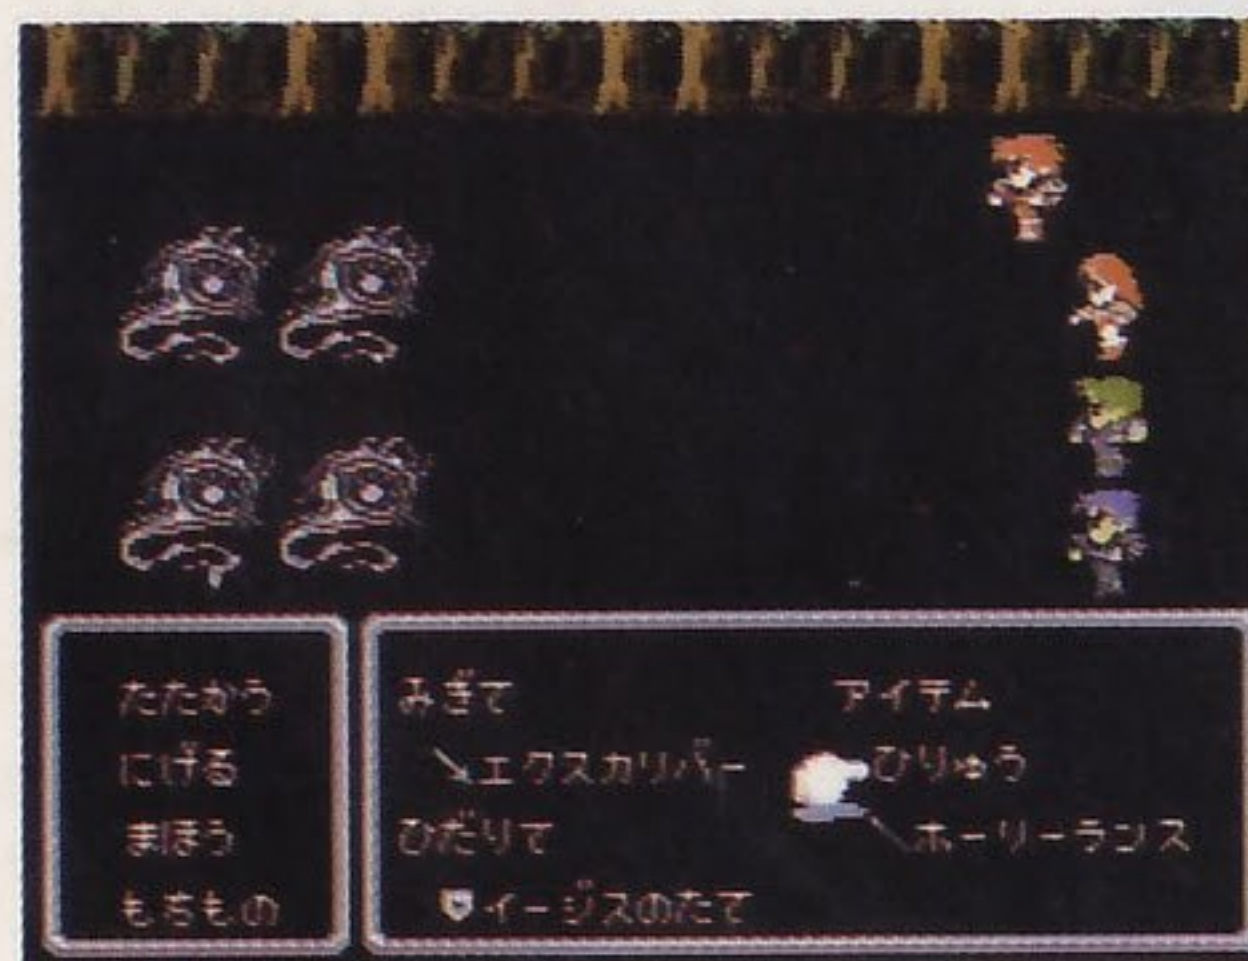 たたかう
にげる
まほう
もちもの
みぎて
エクスカリバー
ひだりて
イージスのたて
アイテム
ひりゅう
ホーリーランス